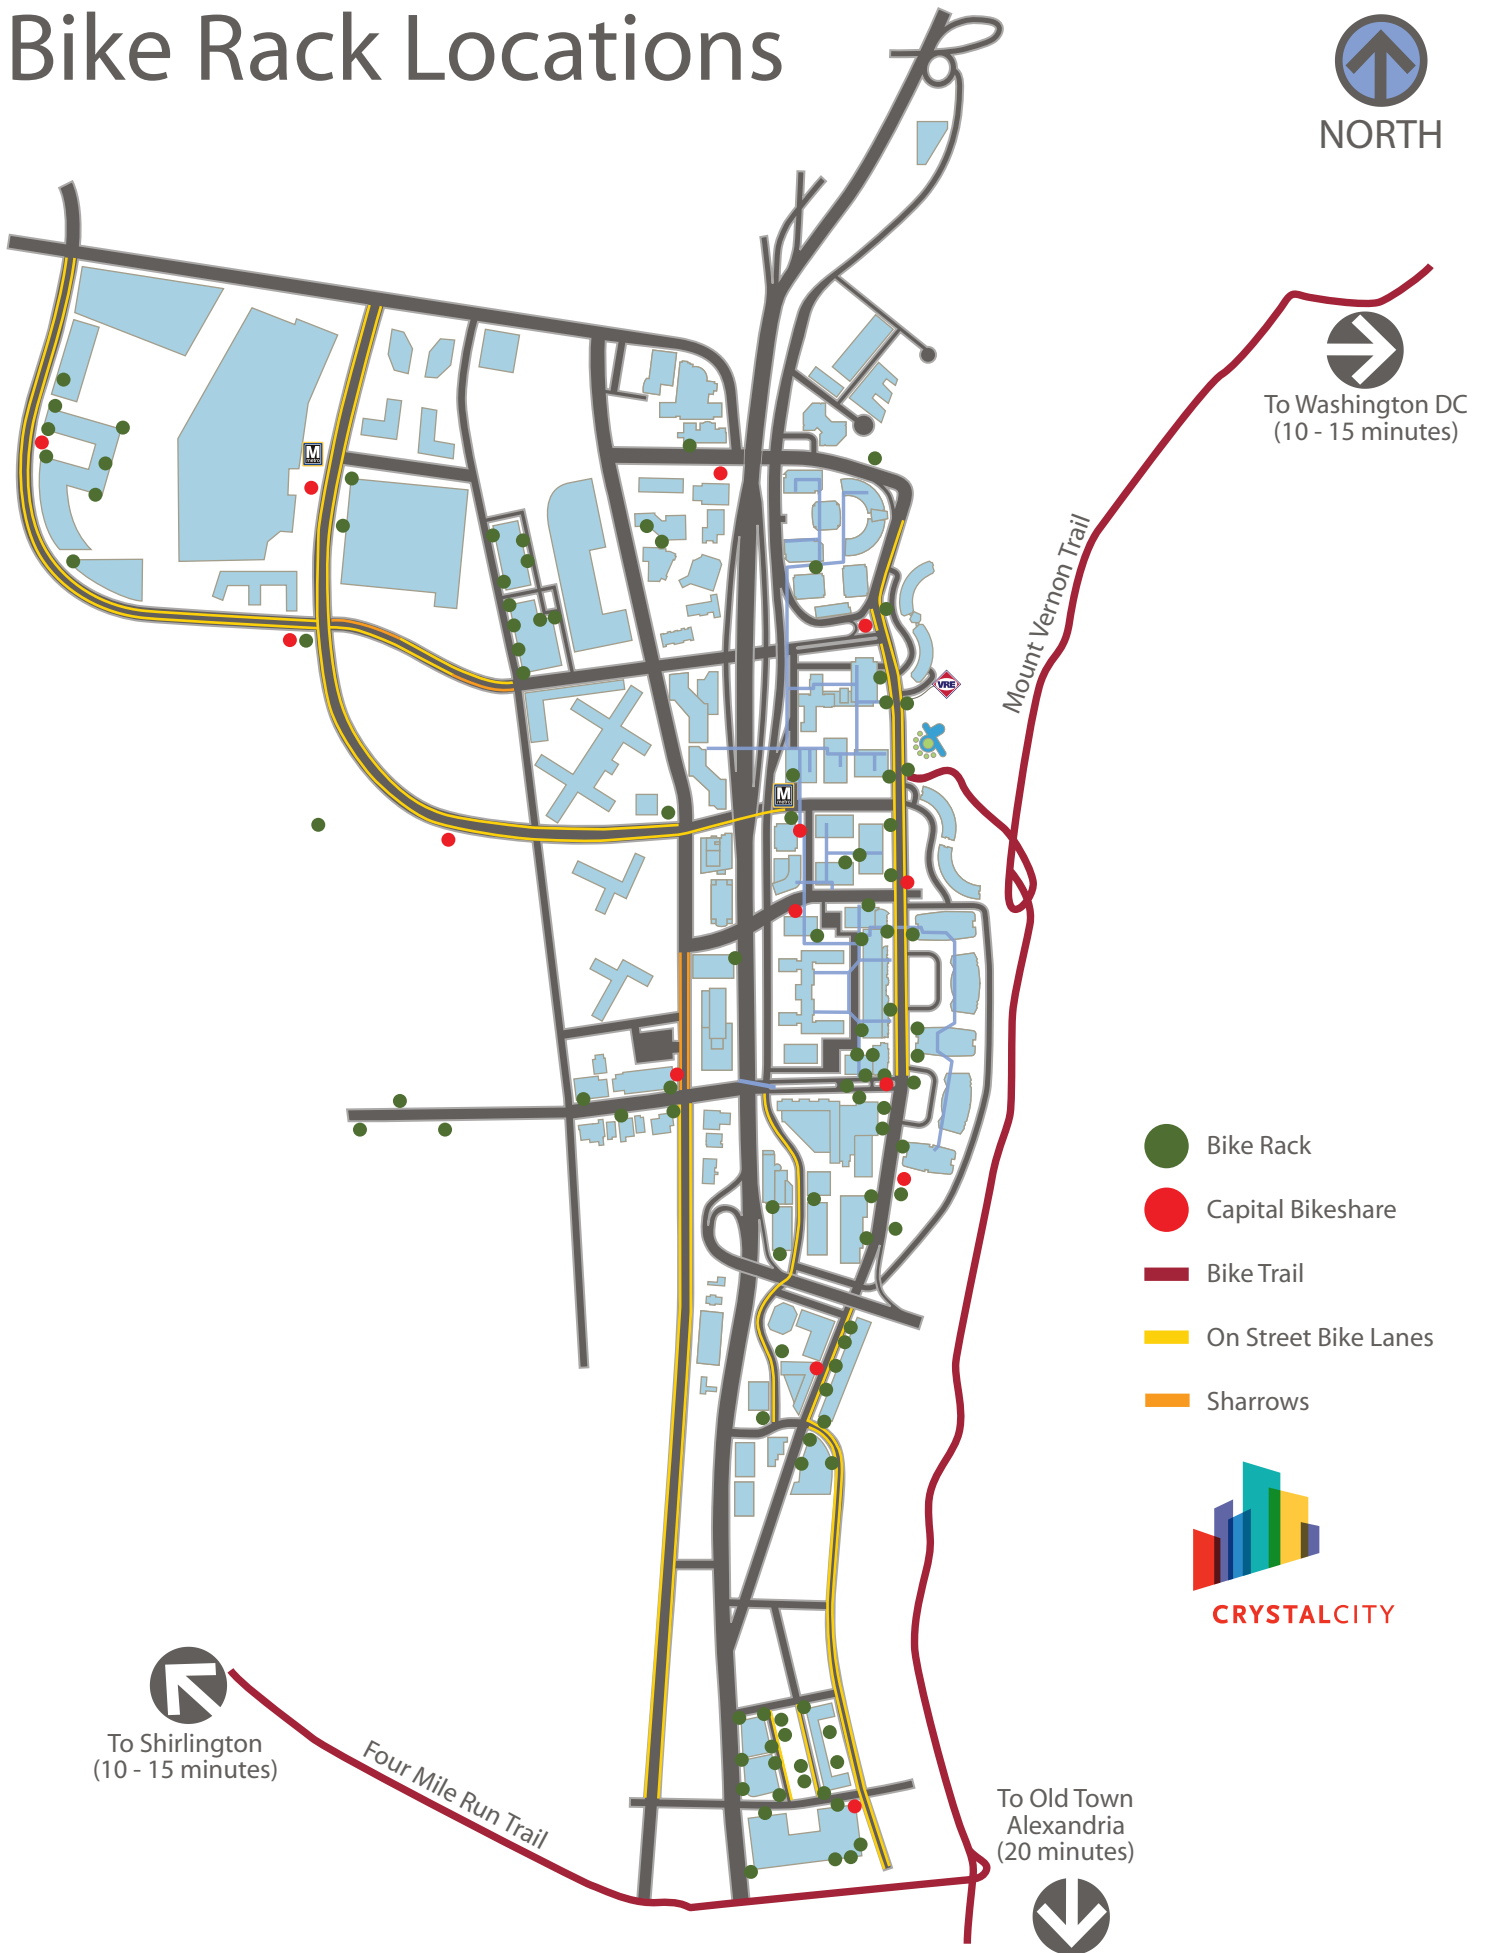 Bike Rack Locations
NORTH
To Washington DC
(10 - 15 minutes)
M
metro
Mount Vernon Trail
VRE
M
metro
Bike Rack
Capital Bikeshare
Bike Trail
On Street Bike Lanes
Sharrows
CRYSTALCITY
To Shirlington
(10 - 15 minutes)
Four Mile Run Trail
To Old Town
Alexandria
(20 minutes)